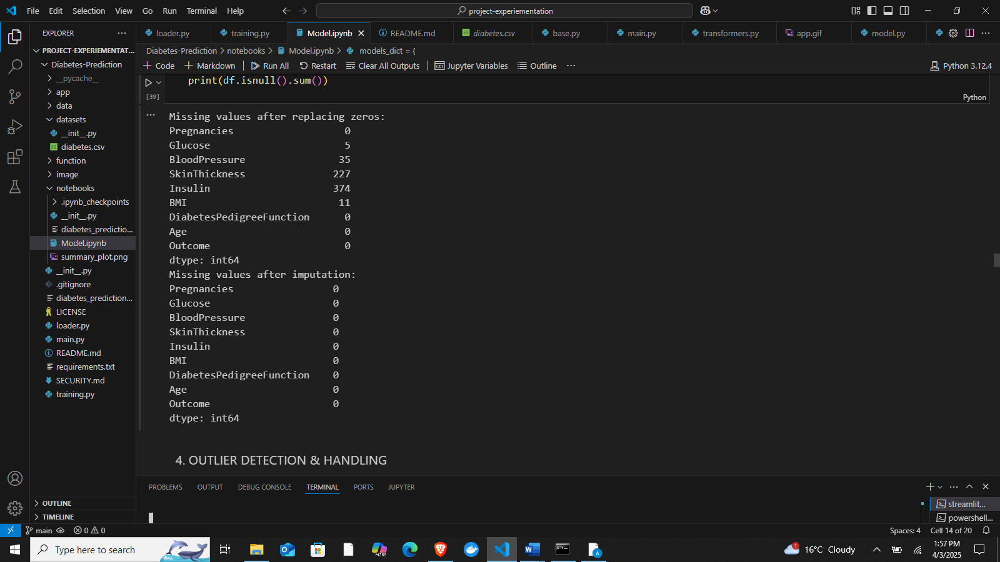 File Edit Selection View Go Run Terminal Help
project-experiementation
EXPLORER
loader.py
training.py
Model.ipynb
README.md
diabetes.csv
base.py
main.py
transformers.py
app.gif
model.py
PROJECT-EXPERIEMENTAT...
Diabetes-Prediction
__pycache__
app
data
datasets
__init__.py
diabetes.csv
function
image
notebooks
.ipynb_checkpoints
__init__.py
diabetes_predictio...
Model.ipynb
summary_plot.png
__init__.py
.gitignore
diabetes_prediction...
LICENSE
loader.py
main.py
README.md
requirements.txt
SECURITY.md
training.py
OUTLINE
TIMELINE
Diabetes-Prediction > notebooks > Model.ipynb > models_dict = {
+ Code + Markdown | Run All Restart Clear All Outputs | Jupyter Variables Outline ...
Python 3.12.4
print(df.isnull().sum())
[39]
Python
Missing values after replacing zeros:
Pregnancies 0
Glucose 5
BloodPressure 35
SkinThickness 227
Insulin 374
BMI 11
DiabetesPedigreeFunction 0
Age 0
Outcome 0
dtype: int64
Missing values after imputation:
Pregnancies 0
Glucose 0
BloodPressure 0
SkinThickness 0
Insulin 0
BMI 0
DiabetesPedigreeFunction 0
Age 0
Outcome 0
dtype: int64
4. OUTLIER DETECTION & HANDLING
PROBLEMS OUTPUT DEBUG CONSOLE TERMINAL PORTS JUPYTER
streamlit...
powershell...
main
0 0
Spaces: 4 Cell 14 of 20
Type here to search
M365
A
1
16°C Cloudy
1:57 PM
4/3/2025